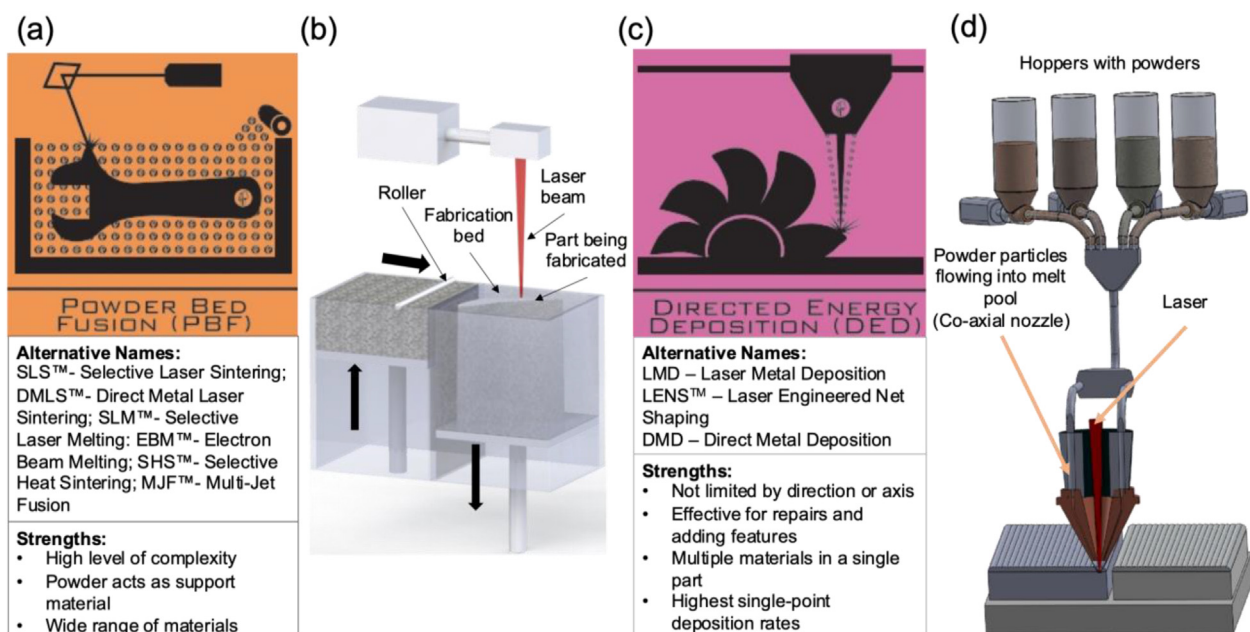 (a)
POWDER BED
FUSION (PBF)
Alternative Names:
SLS™- Selective Laser Sintering;
DMLS™- Direct Metal Laser
Sintering; SLM™- Selective
Laser Melting: EBM™- Electron
Beam Melting; SHS™- Selective
Heat Sintering; MJF™- Multi-Jet
Fusion
Strengths:
• High level of complexity
• Powder acts as support
material
• Wide range of materials
(b)
Laser
beam
Roller
Fabrication
bed
Part being
fabricated
(c)
DIRECTED ENERGY
DEPOSITION (DED)
Alternative Names:
LMD – Laser Metal Deposition
LENS™ – Laser Engineered Net
Shaping
DMD – Direct Metal Deposition
Strengths:
• Not limited by direction or axis
• Effective for repairs and
adding features
• Multiple materials in a single
part
• Highest single-point
deposition rates
(d)
Hoppers with powders
Powder particles
flowing into melt
pool
(Co-axial nozzle)
Laser